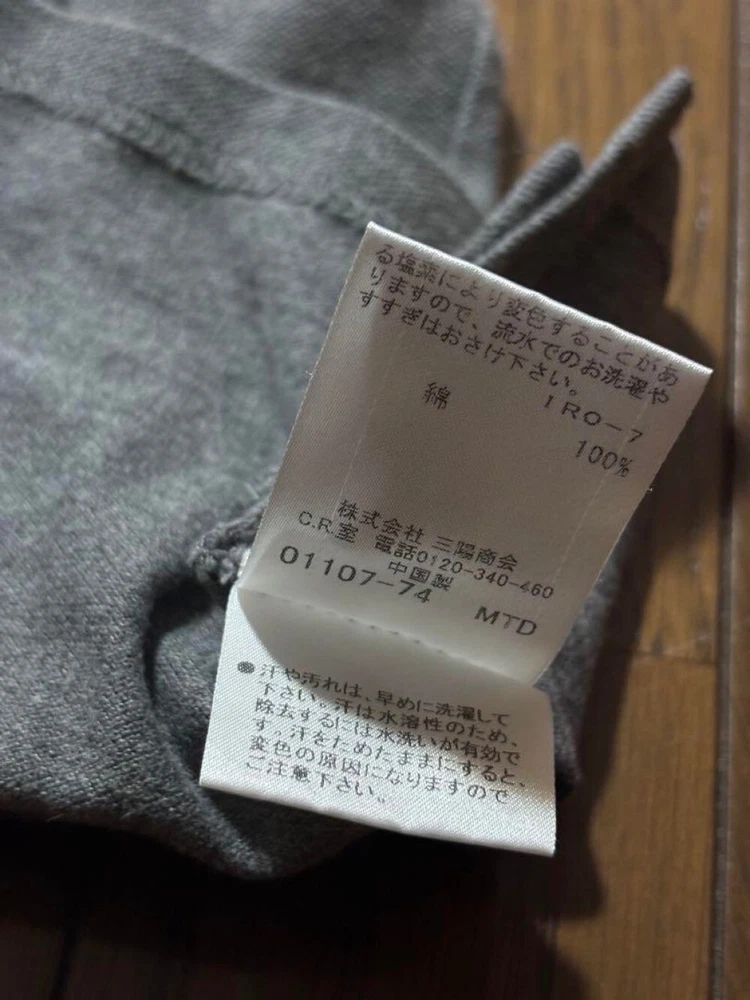 る塩素により変色することがあ
りますので、流水でのお洗濯や
すすぎはおさけ下さい。
IRO-7
綿 100%
株式会社 三陽商会
C.R.室 電話0120-340-460
中国製
01107-74 MTD
●汗や汚れは、早めに洗濯して
下さい。汗は水溶性のため、
除去するには水洗いが有効で
す。汗をためたままにすると、
変色の原因になりますので
ご注意下さい。